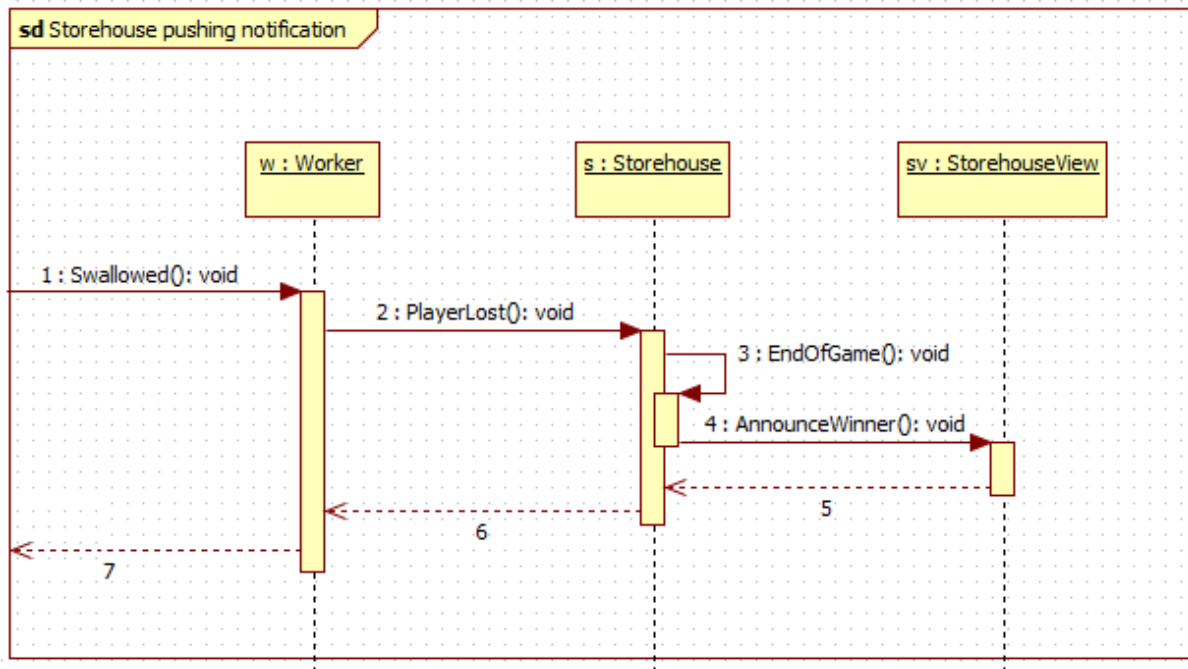 sd Storehouse pushing notification
w : Worker
s : Storehouse
sv : StorehouseView
1 : Swallowed(): void
2 : PlayerLost(): void
3 : EndOfGame(): void
4 : AnnounceWinner(): void
5
6
7